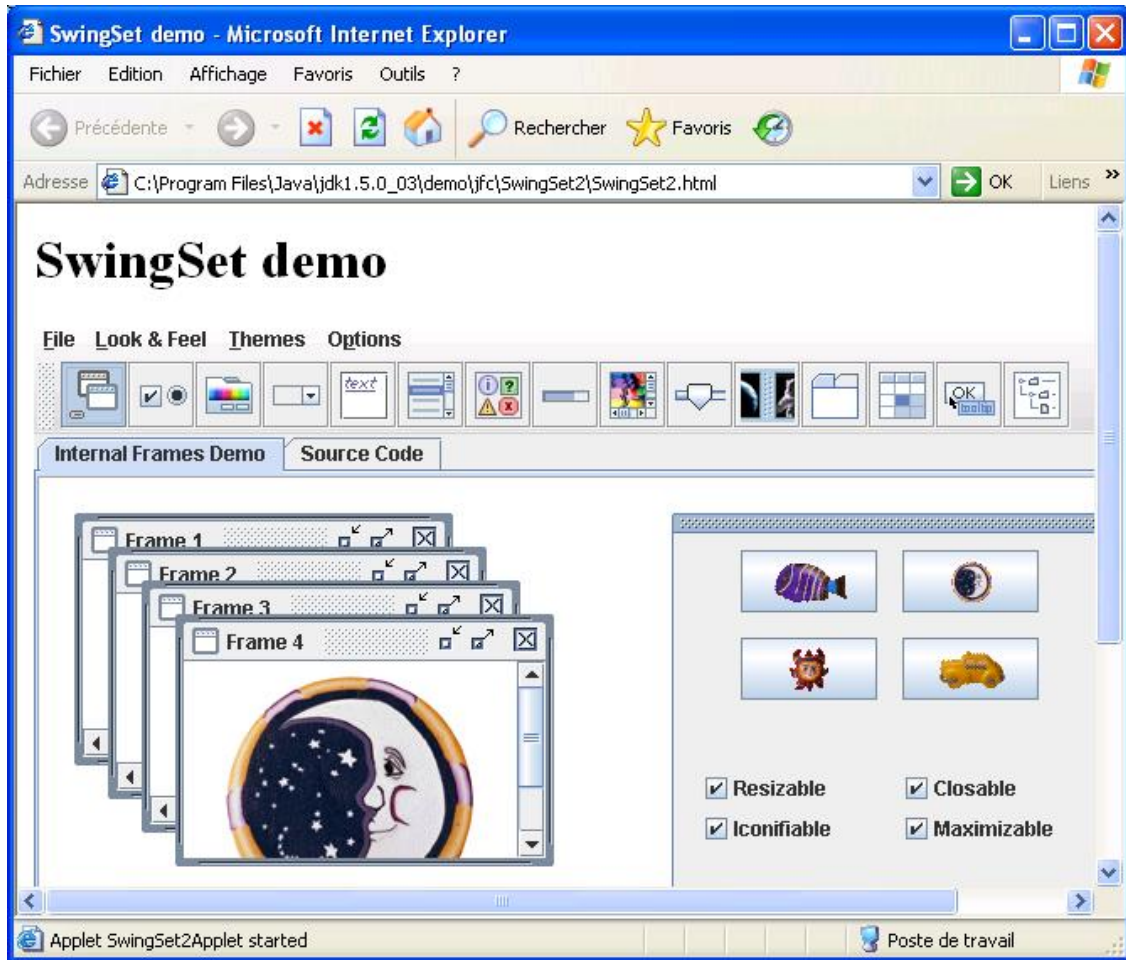 SwingSet demo - Microsoft Internet Explorer
Fichier Edition Affichage Favoris Outils ?
Précédente Rechercher Favoris
Adresse C:\Program Files\Java\jdk1.5.0_03\demo\jfc\SwingSet2\SwingSet2.html OK Liens »
SwingSet demo
File Look & Feel Themes Options
text OK tooltip
Internal Frames Demo Source Code
Frame 1
Frame 2
Frame 3
Frame 4
Resizable Closable
Iconifiable Maximizable
Applet SwingSet2Applet started Poste de travail